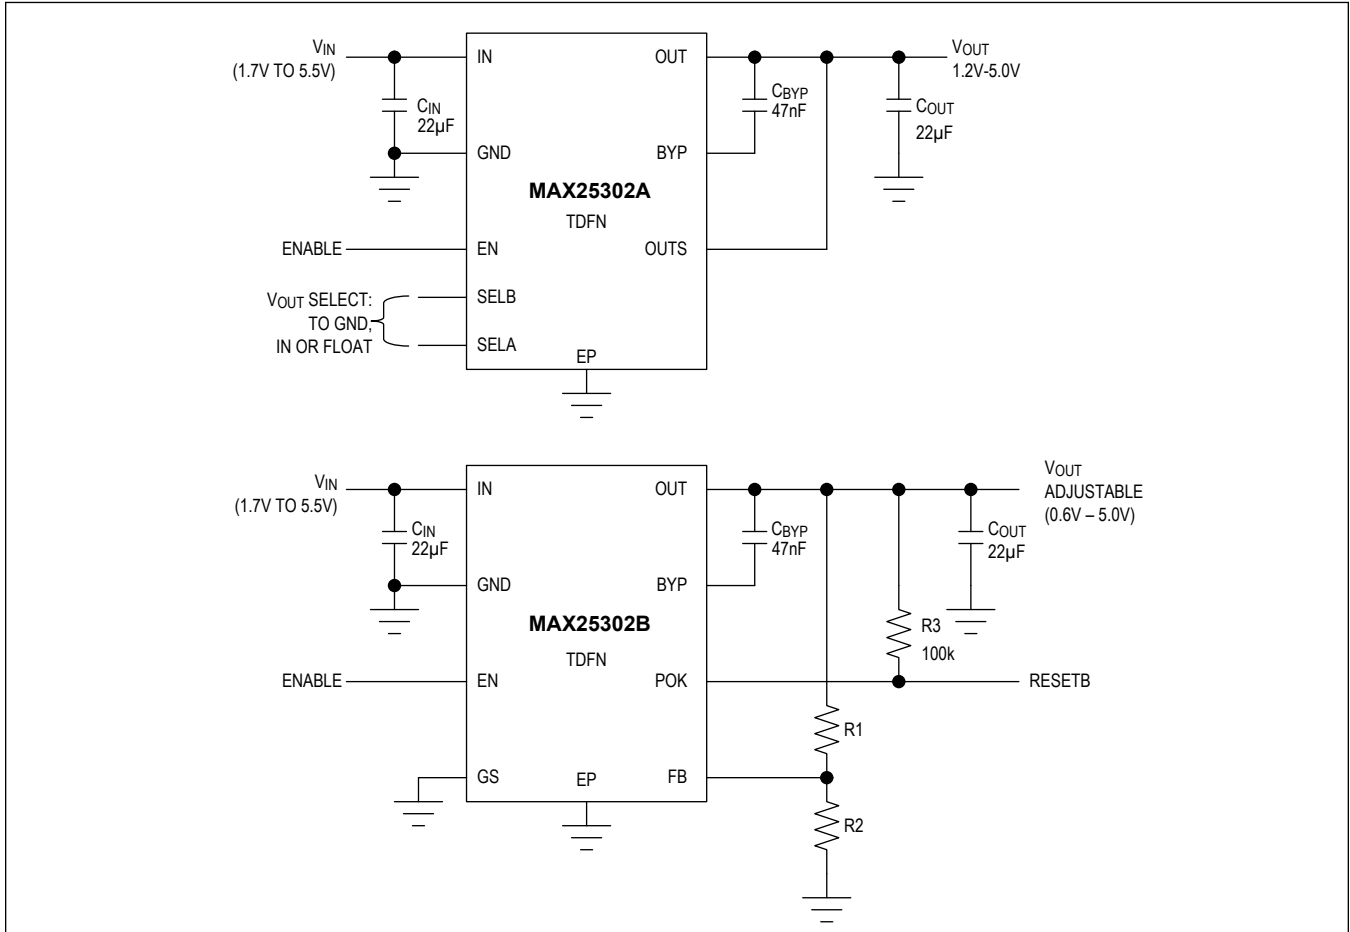 VIN
(1.7V TO 5.5V)
CIN
22µF
IN
OUT
VOUT
1.2V-5.0V
CBYP
47nF
COUT
22µF
GND
BYP
MAX25302A
TDFN
ENABLE
EN
OUTS
VOUT SELECT:
TO GND,
IN OR FLOAT
SELB
SELA
EP
VIN
(1.7V TO 5.5V)
CIN
22µF
IN
OUT
VOUT
ADJUSTABLE
(0.6V – 5.0V)
CBYP
47nF
COUT
22µF
GND
BYP
MAX25302B
TDFN
R3
100k
ENABLE
EN
POK
RESETB
R1
GS
EP
FB
R2